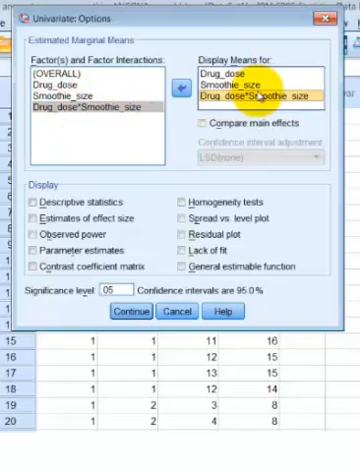 Univariate: Options
Estimated Marginal Means
Factor(s) and Factor Interactions:
Display Means for:
(OVERALL)
Drug_dose
Smoothie_size
Drug_dose*Smoothie_size
Drug_dose
Smoothie_size
Drug_dose*Smoothie_size
Compare main effects
Confidence interval adjustment
LSD(none)
Display
Descriptive statistics
Homogeneity tests
Estimates of effect size
Spread vs. level plot
Observed power
Residual plot
Parameter estimates
Lack of fit
Contrast coefficient matrix
General estimable function
Significance level: .05 Confidence intervals are 95.0%
Continue Cancel Help
15 1 1 11 16
16 1 1 12 15
17 1 1 13 15
18 1 1 12 14
19 1 2 3 8
20 1 2 4 8